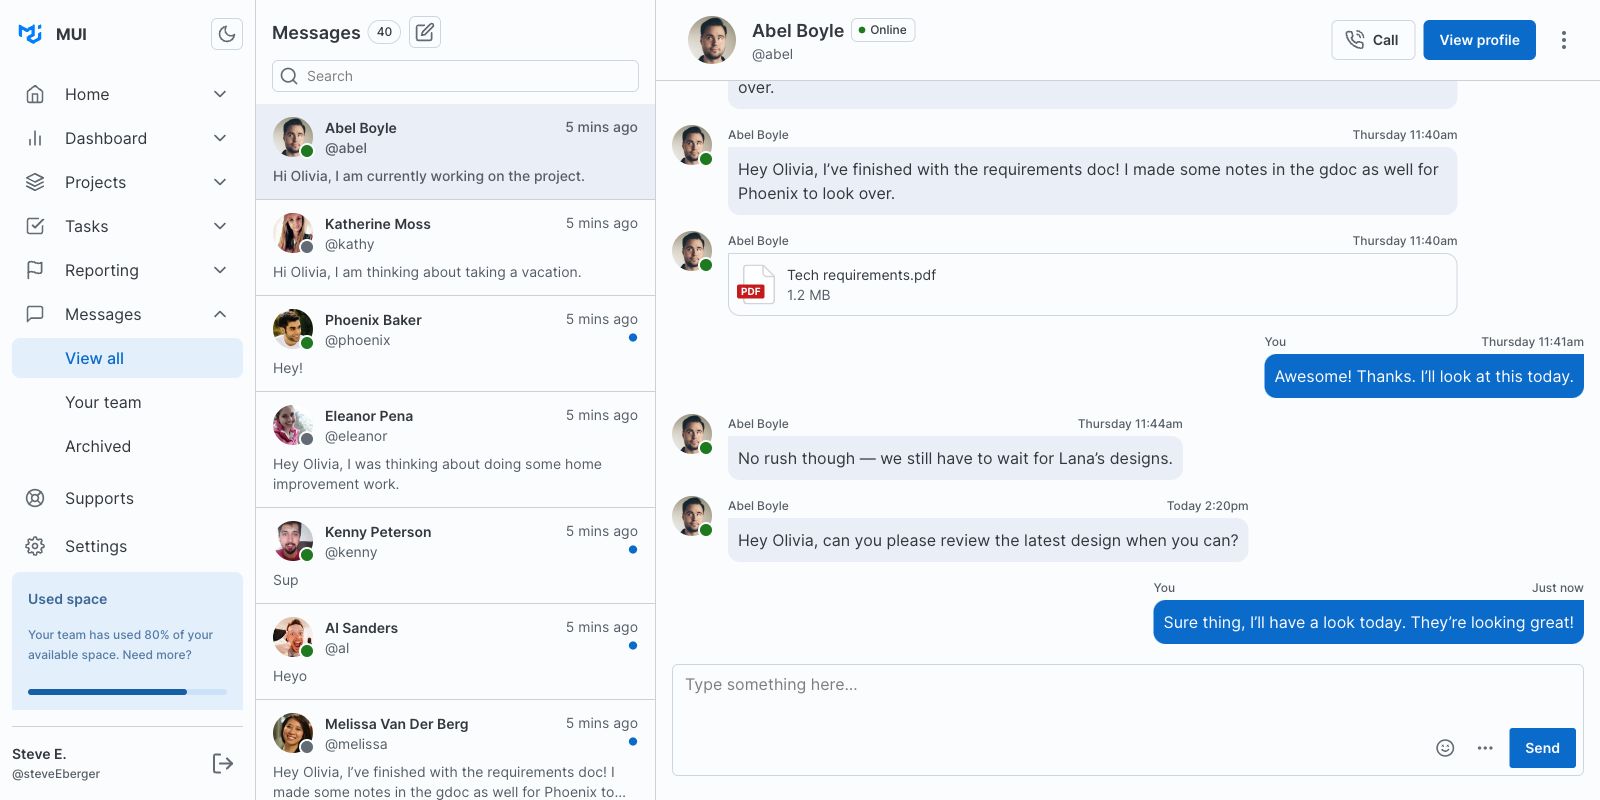 MUI
Home
Dashboard
Projects
Tasks
Reporting
Messages
View all
Your team
Archived
Supports
Settings
Used space
Your team has used 80% of your
available space. Need more?
Steve E.
@steveEberger
Messages 40
Search
Abel Boyle 5 mins ago
@abel
Hi Olivia, I am currently working on the project.
Katherine Moss 5 mins ago
@kathy
Hi Olivia, I am thinking about taking a vacation.
Phoenix Baker 5 mins ago
@phoenix
Hey!
Eleanor Pena 5 mins ago
@eleanor
Hey Olivia, I was thinking about doing some home
improvement work.
Kenny Peterson 5 mins ago
@kenny
Sup
Al Sanders 5 mins ago
@al
Heyo
Melissa Van Der Berg 5 mins ago
@melissa
Hey Olivia, I’ve finished with the requirements doc! I
made some notes in the gdoc as well for Phoenix to...
Abel Boyle Online
@abel
Call
View profile
over.
Abel Boyle Thursday 11:40am
Hey Olivia, I’ve finished with the requirements doc! I made some notes in the gdoc as well for
Phoenix to look over.
Abel Boyle Thursday 11:40am
PDF
Tech requirements.pdf
1.2 MB
You Thursday 11:41am
Awesome! Thanks. I’ll look at this today.
Abel Boyle Thursday 11:44am
No rush though — we still have to wait for Lana’s designs.
Abel Boyle Today 2:20pm
Hey Olivia, can you please review the latest design when you can?
You Just now
Sure thing, I’ll have a look today. They’re looking great!
Type something here…
Send